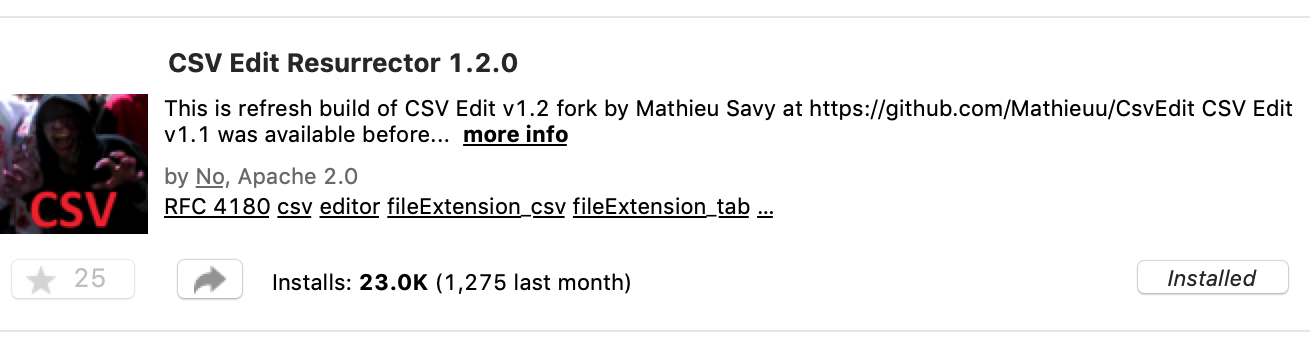 CSV Edit Resurrector 1.2.0
This is refresh build of CSV Edit v1.2 fork by Mathieu Savy at https://github.com/Mathieuu/CsvEdit CSV Edit
v1.1 was available before... more info
by No, Apache 2.0
CSV
RFC 4180 csv editor fileExtension_csv fileExtension_tab ...
25
Installs: 23.0K (1,275 last month)
Installed